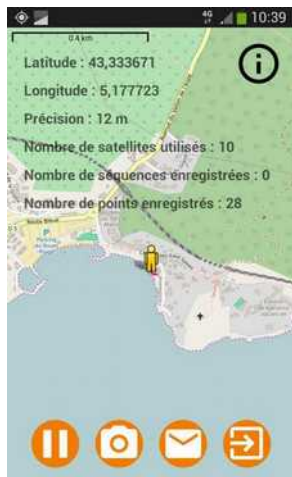 4G 10:39
0.4 km
Latitude : 43,333671
Longitude : 5,177723
Précision : 12 m
Nombre de satellites utilisés : 10
Nombre de séquences enregistrées : 0
Nombre de points enregistrés : 28
P